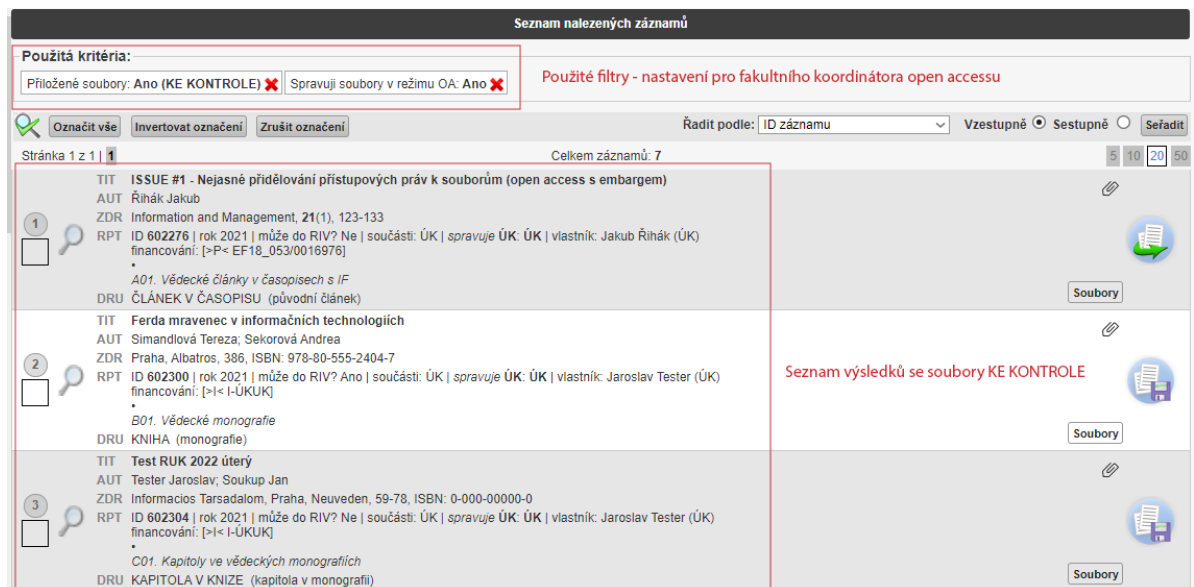 Seznam nalezených záznamů
Použitá kritéria:
Přiložené soubory: Ano (KE KONTROLE) Spravuji soubory v režimu OA: Ano
Použité filtry - nastavení pro fakultního koordinátora open accessu
Označit vše Invertovat označení Zrušit označení Řadit podle: ID záznamu Vzestupně Sestupně Seřadit
Stránka 1 z 1 | 1 Celkem záznamů: 7 5 10 20 50
TIT ISSUE #1 - Nejasné přidělování přístupových práv k souborům (open access s embargem)
AUT Řihák Jakub
ZDR Information and Management, 21(1), 123-133
1
RPT ID 602276 | rok 2021 | může do RIV? Ne | součásti: ÚK | spravuje ÚK: ÚK | vlastník: Jakub Řihák (ÚK)
financování: [>P< EF18_053/0016976]
•
A01. Vědecké články v časopisech s IF
DRU ČLÁNEK V ČASOPISU (původní článek)
Soubory
TIT Ferda mravenec v informačních technologiích
AUT Simandlová Tereza; Sekorová Andrea
ZDR Praha, Albatros, 386, ISBN: 978-80-555-2404-7
2
RPT ID 602300 | rok 2021 | může do RIV? Ano | součásti: ÚK | spravuje ÚK: ÚK | vlastník: Jaroslav Tester (ÚK)
financování: [>I< I-ÚKUK]
•
B01. Vědecké monografie
DRU KNIHA (monografie)
Seznam výsledků se soubory KE KONTROLE
Soubory
TIT Test RUK 2022 úterý
AUT Tester Jaroslav; Soukup Jan
ZDR Informacios Tarsadalom, Praha, Neuveden, 59-78, ISBN: 0-000-00000-0
3
RPT ID 602304 | rok 2021 | může do RIV? Ne | součásti: ÚK | spravuje ÚK: ÚK | vlastník: Jaroslav Tester (ÚK)
financování: [>I< I-ÚKUK]
•
C01. Kapitoly ve vědeckých monografiích
DRU KAPITOLA V KNIZE (kapitola v monografii)
Soubory